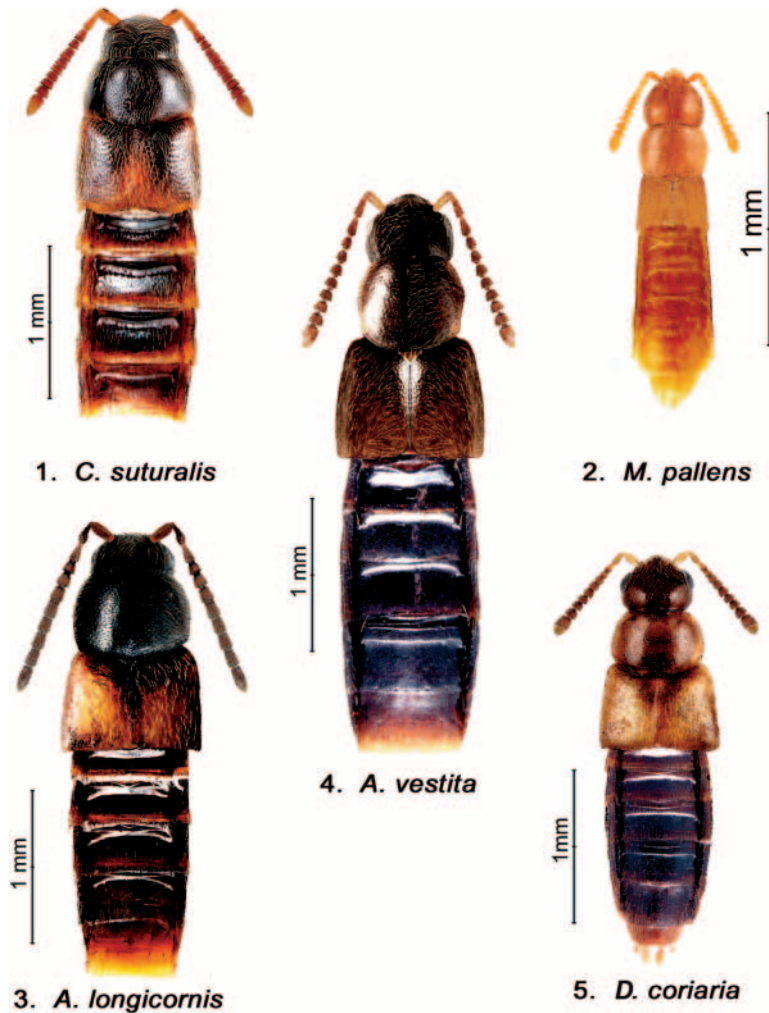 1 mm
1. C. suturalis
1 mm
2. M. pallens
1 mm
4. A. vestita
1 mm
3. A. longicornis
1mm
5. D. coriaria